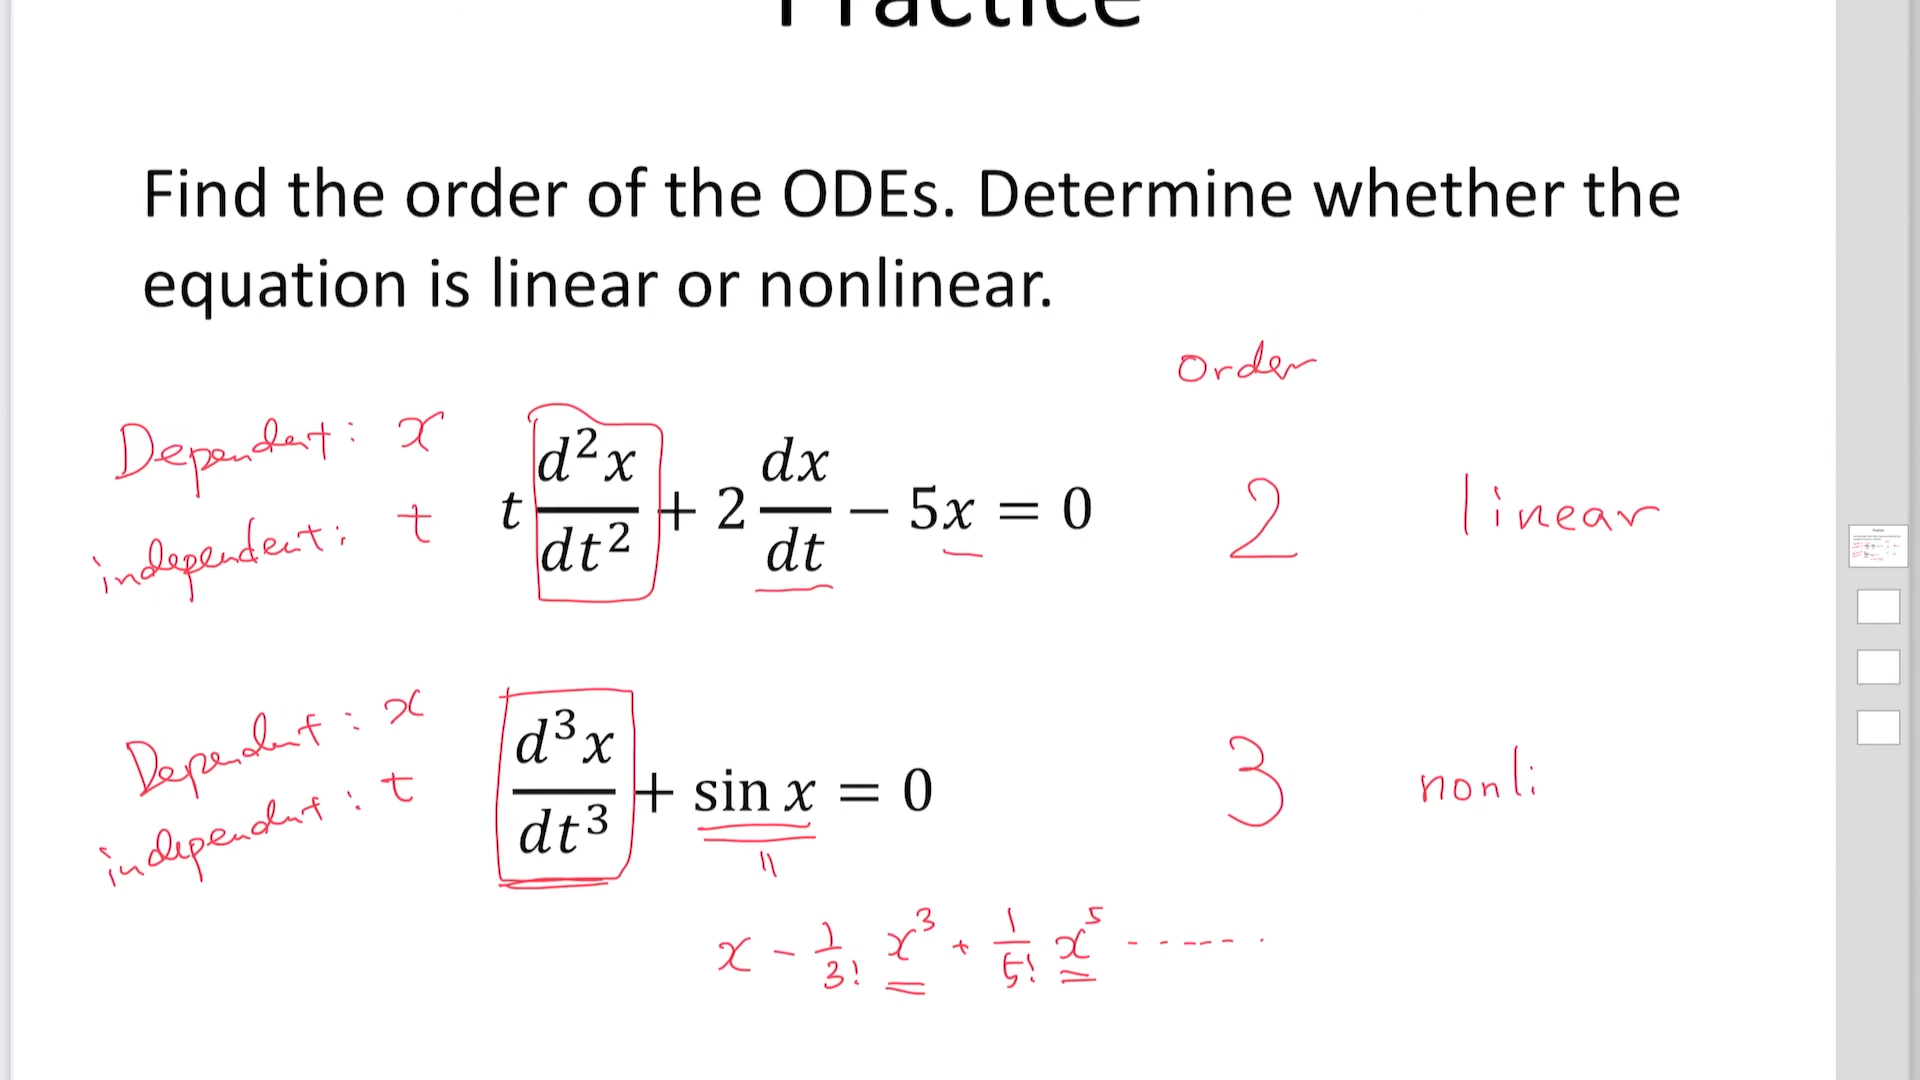 Practice
Find the order of the ODEs. Determine whether the
equation is linear or nonlinear.
Order
Dependent: x
independent: t
t d²x/dt² + 2 dx/dt − 5x = 0
2
linear
Dependent: x
independent: t
d³x/dt³ + sin x = 0
3
nonli
=
x - 1/3! x³ + 1/5! x⁵ - - - - - -